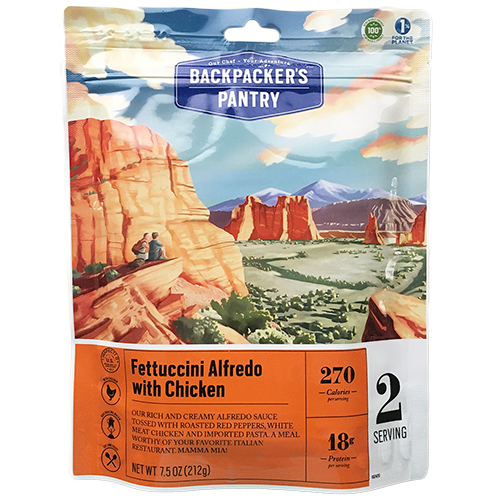 100%
1%
FOR THE
PLANET
Our Chef - Your Adventure
BACKPACKER'S
PANTRY
Fettuccini Alfredo
with Chicken
OUR RICH AND CREAMY ALFREDO SAUCE
TOSSED WITH ROASTED RED PEPPERS, WHITE
MEAT CHICKEN AND IMPORTED PASTA. A MEAL
WORTHY OF YOUR FAVORITE ITALIAN
RESTAURANT. MAMMA MIA!
NET WT 7.5 OZ (212g)
270
Calories
per serving
18g
Protein
per serving
2
SERVING